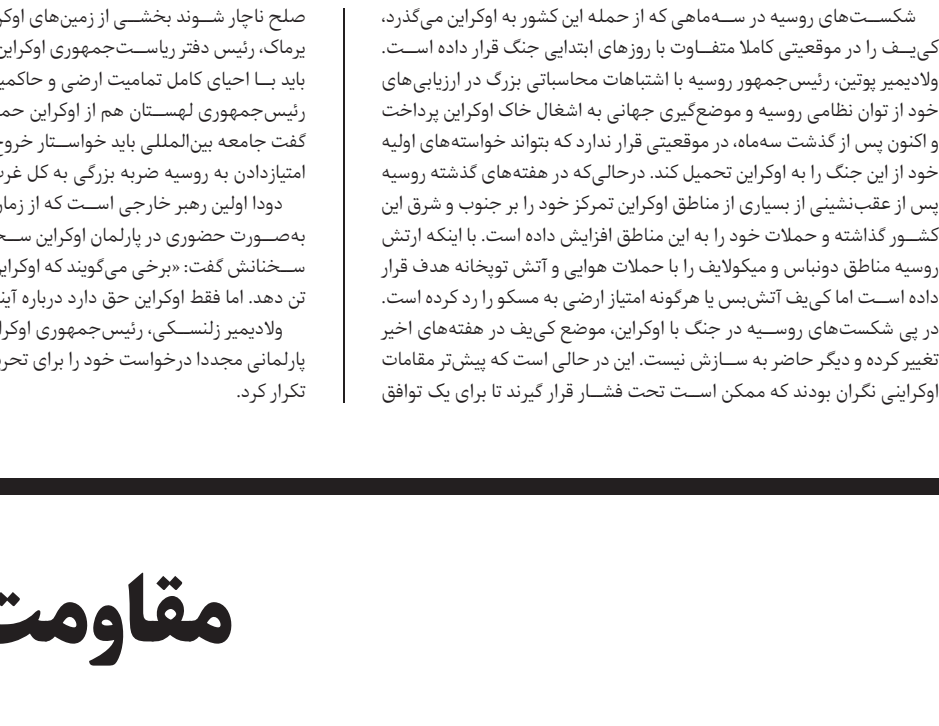 شکست‌های روسیه در سه‌ماهی که از حمله این کشور به اوکراین می‌گذرد،
کی‌یف را در موقعیتی کاملا متفاوت با روزهای ابتدایی جنگ قرار داده است.
ولادیمیر پوتین، رئیس‌جمهور روسیه با اشتباهات محاسباتی بزرگ در ارزیابی‌های
خود از توان نظامی روسیه و موضع‌گیری جهانی به اشغال خاک اوکراین پرداخت
و اکنون پس از گذشت سه‌ماه، در موقعیتی قرار ندارد که بتواند خواسته‌های اولیه
خود از این جنگ را به اوکراین تحمیل کند. درحالی‌که در هفته‌های گذشته روسیه
پس از عقب‌نشینی از بسیاری از مناطق اوکراین تمرکز خود را بر جنوب و شرق این
کشور گذاشته و حملات خود را به این مناطق افزایش داده است. با اینکه ارتش
روسیه مناطق دونباس و میکولایف را با حملات هوایی و آتش توپخانه هدف قرار
داده است اما کی‌یف آتش‌بس یا هرگونه امتیاز ارضی به مسکو را رد کرده است.
در پی شکست‌های روسیه در جنگ با اوکراین، موضع کی‌یف در هفته‌های اخیر
تغییر کرده و دیگر حاضر به سازش نیست. این در حالی است که پیش‌تر مقامات
اوکراینی نگران بودند که ممکن است تحت فشار قرار گیرند تا برای یک توافق
صلح ناچار شوند بخشی از زمین‌های
یرماک، رئیس دفتر ریاست‌جمهوری اوکراین
باید با احیای کامل تمامیت ارضی و
رئیس‌جمهوری لهستان هم از اوکراین
گفت جامعه بین‌المللی باید خواستار
امتیازدادن به روسیه ضربه بزرگی به کل
دودا اولین رهبر خارجی است که از
به‌صورت حضوری در پارلمان اوکراین
سخنانش گفت: «برخی می‌گویند که
تن دهد. اما فقط اوکراین حق دارد درباره
ولادیمیر زلنسکی، رئیس‌جمهوری
پارلمانی مجددا درخواست خود را برای
تکرار کرد.
مقاومت